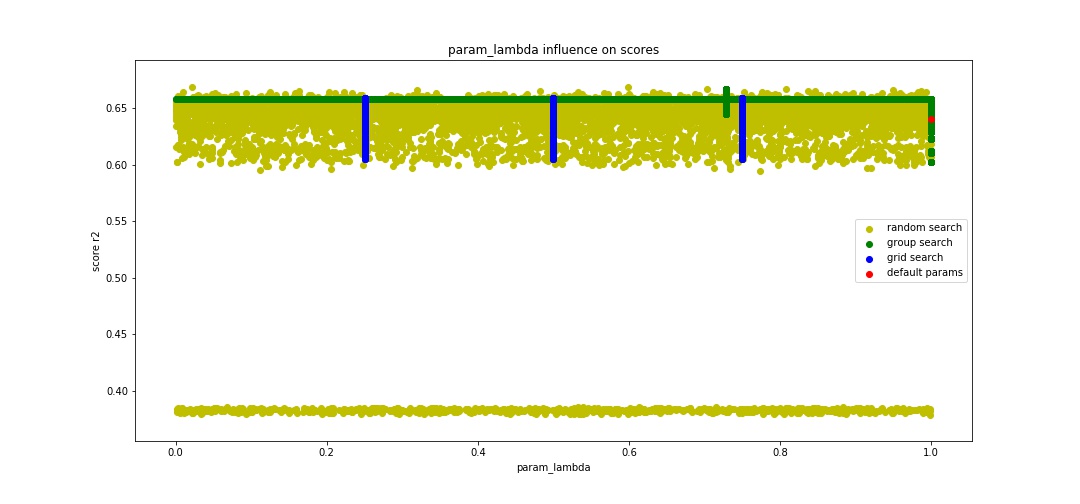 param_lambda influence on scores
score r2
0.65
0.60
0.55
0.50
0.45
0.40
random search
group search
grid search
default params
0.0
0.2
0.4
0.6
0.8
1.0
param_lambda